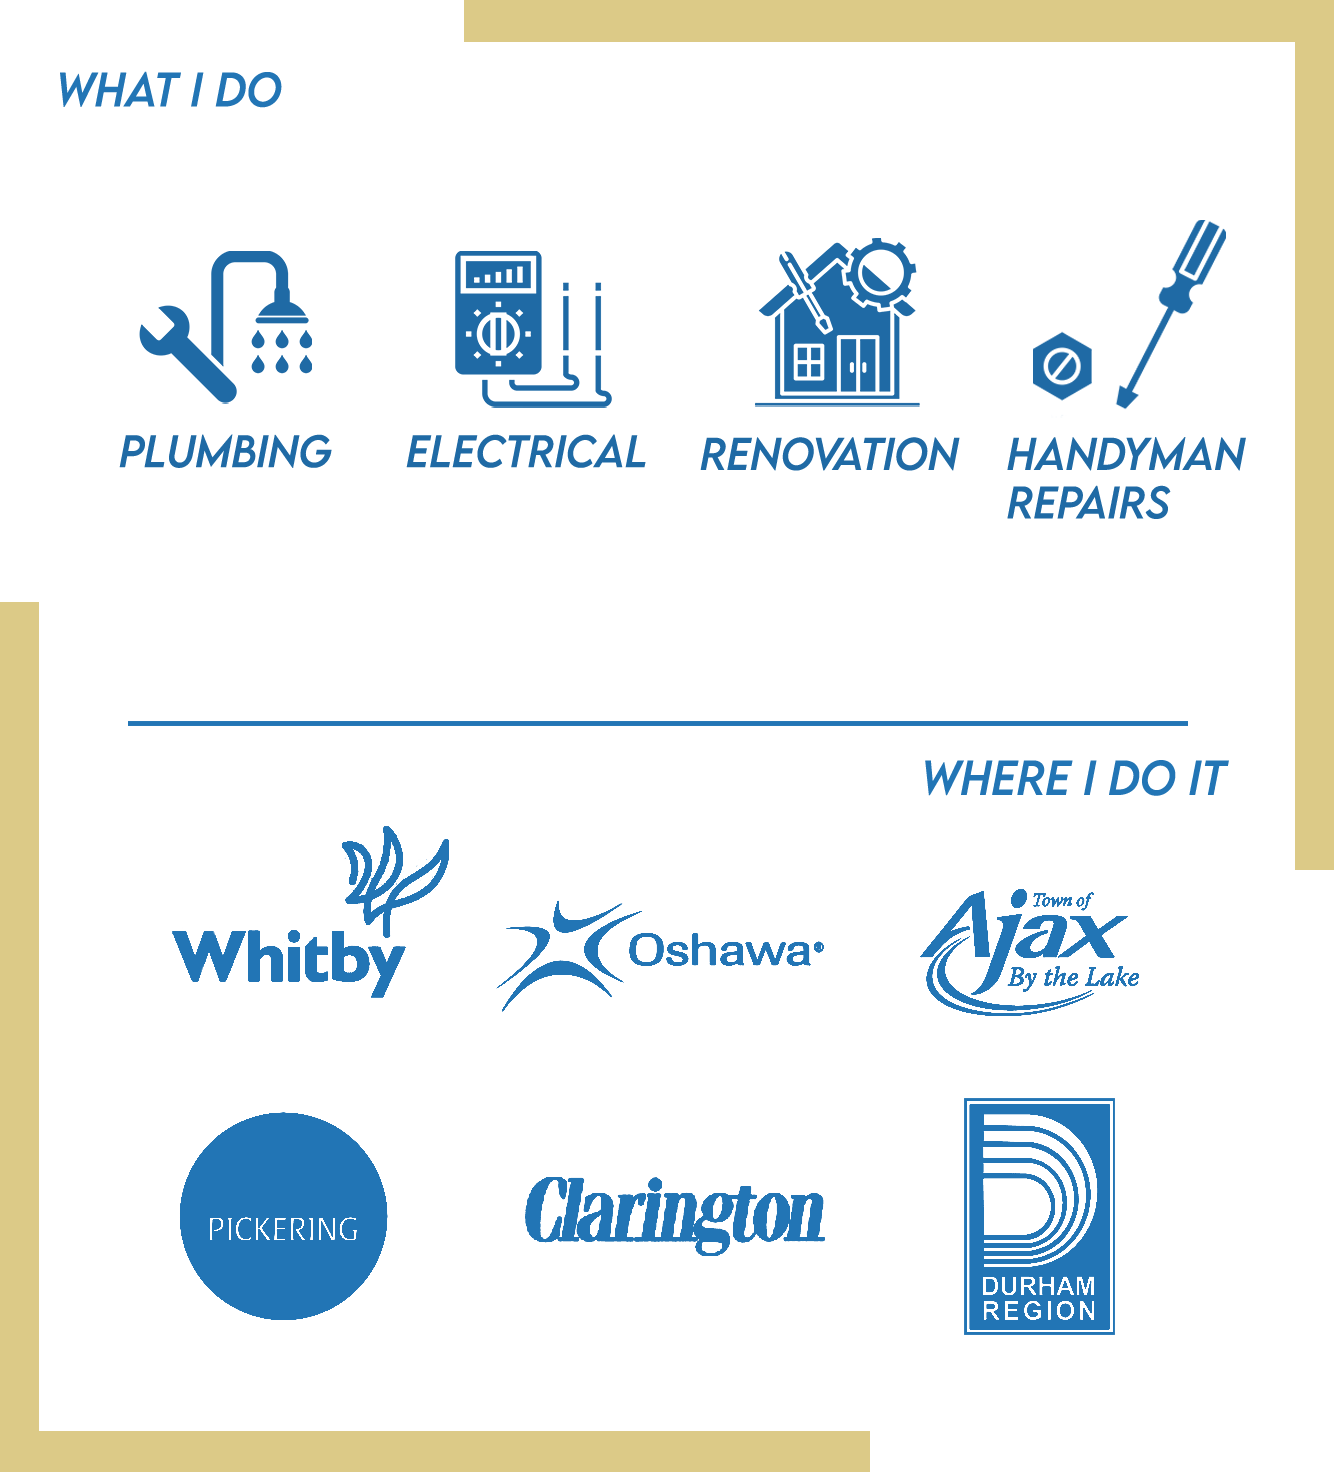 WHAT I DO
PLUMBING
ELECTRICAL
RENOVATION
HANDYMAN
REPAIRS
WHERE I DO IT
Whitby
Oshawa®
Town of
Ajax
By the Lake
PICKERING
Clarington
DURHAM
REGION